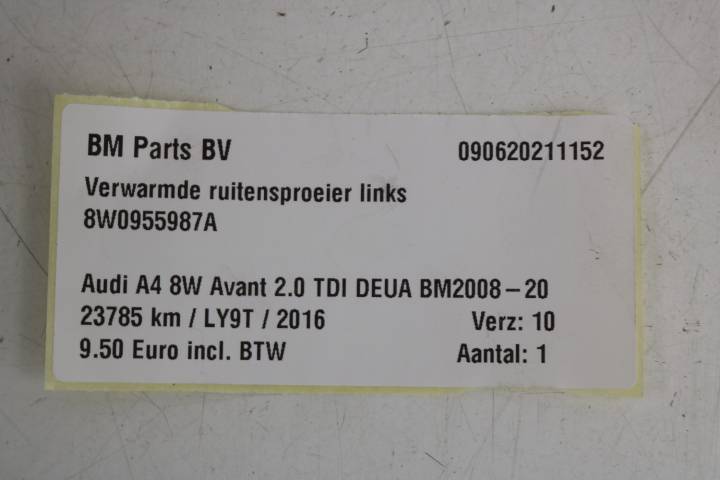 BM Parts BV 090620211152
Verwarmde ruitensproeier links
8W0955987A
Audi A4 8W Avant 2.0 TDI DEUA BM2008-20
23785 km / LY9T / 2016 Verz: 10
9.50 Euro incl. BTW Aantal: 1